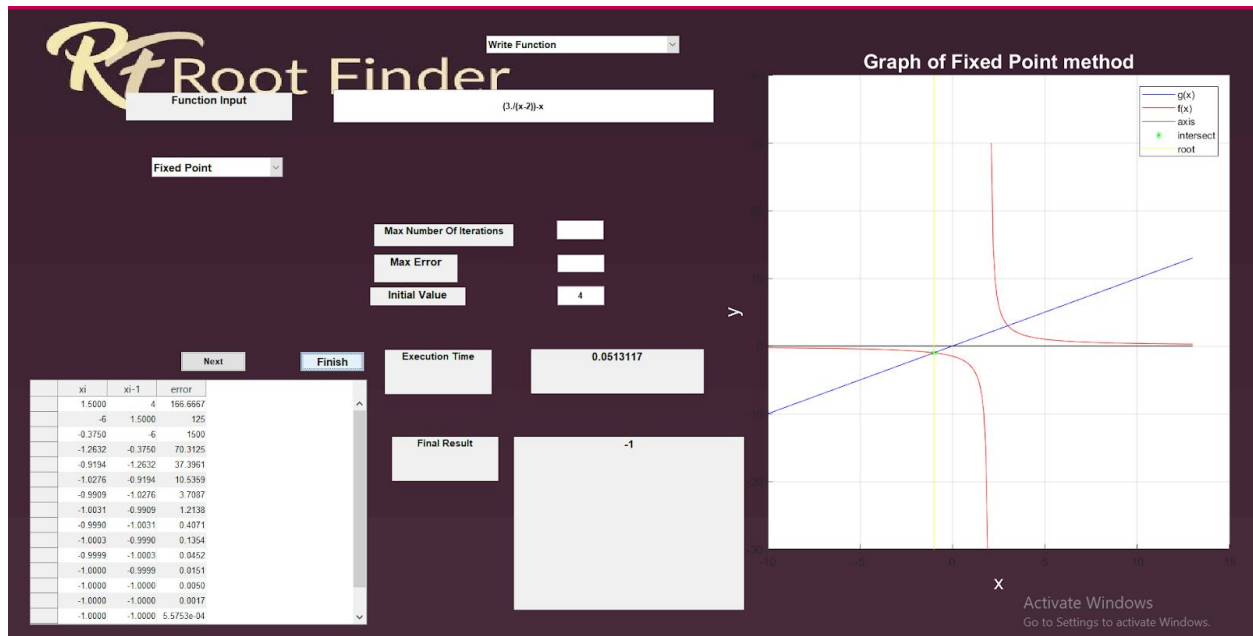 Rf Root Finder
Write Function
Function Input
(3./(x-2))-x
Fixed Point
Max Number Of Iterations
Max Error
Initial Value
4
Next
Finish
Execution Time
0.0513117
Final Result
-1
xi xi-1 error
1.5000 4 166.6667
-6 1.5000 125
-0.3750 -6 1500
-1.2632 -0.3750 70.3125
-0.9194 -1.2632 37.3961
-1.0276 -0.9194 10.5359
-0.9909 -1.0276 3.7087
-1.0031 -0.9909 1.2138
-0.9990 -1.0031 0.4071
-1.0003 -0.9990 0.1354
-0.9999 -1.0003 0.0452
-1.0000 -0.9999 0.0151
-1.0000 -1.0000 0.0050
-1.0000 -1.0000 0.0017
-1.0000 -1.0000 5.5753e-04
Graph of Fixed Point method
g(x)
f(x)
axis
intersect
root
y
-10
-20
-30
-10 -5 0 5 10 15
x
Activate Windows
Go to Settings to activate Windows.